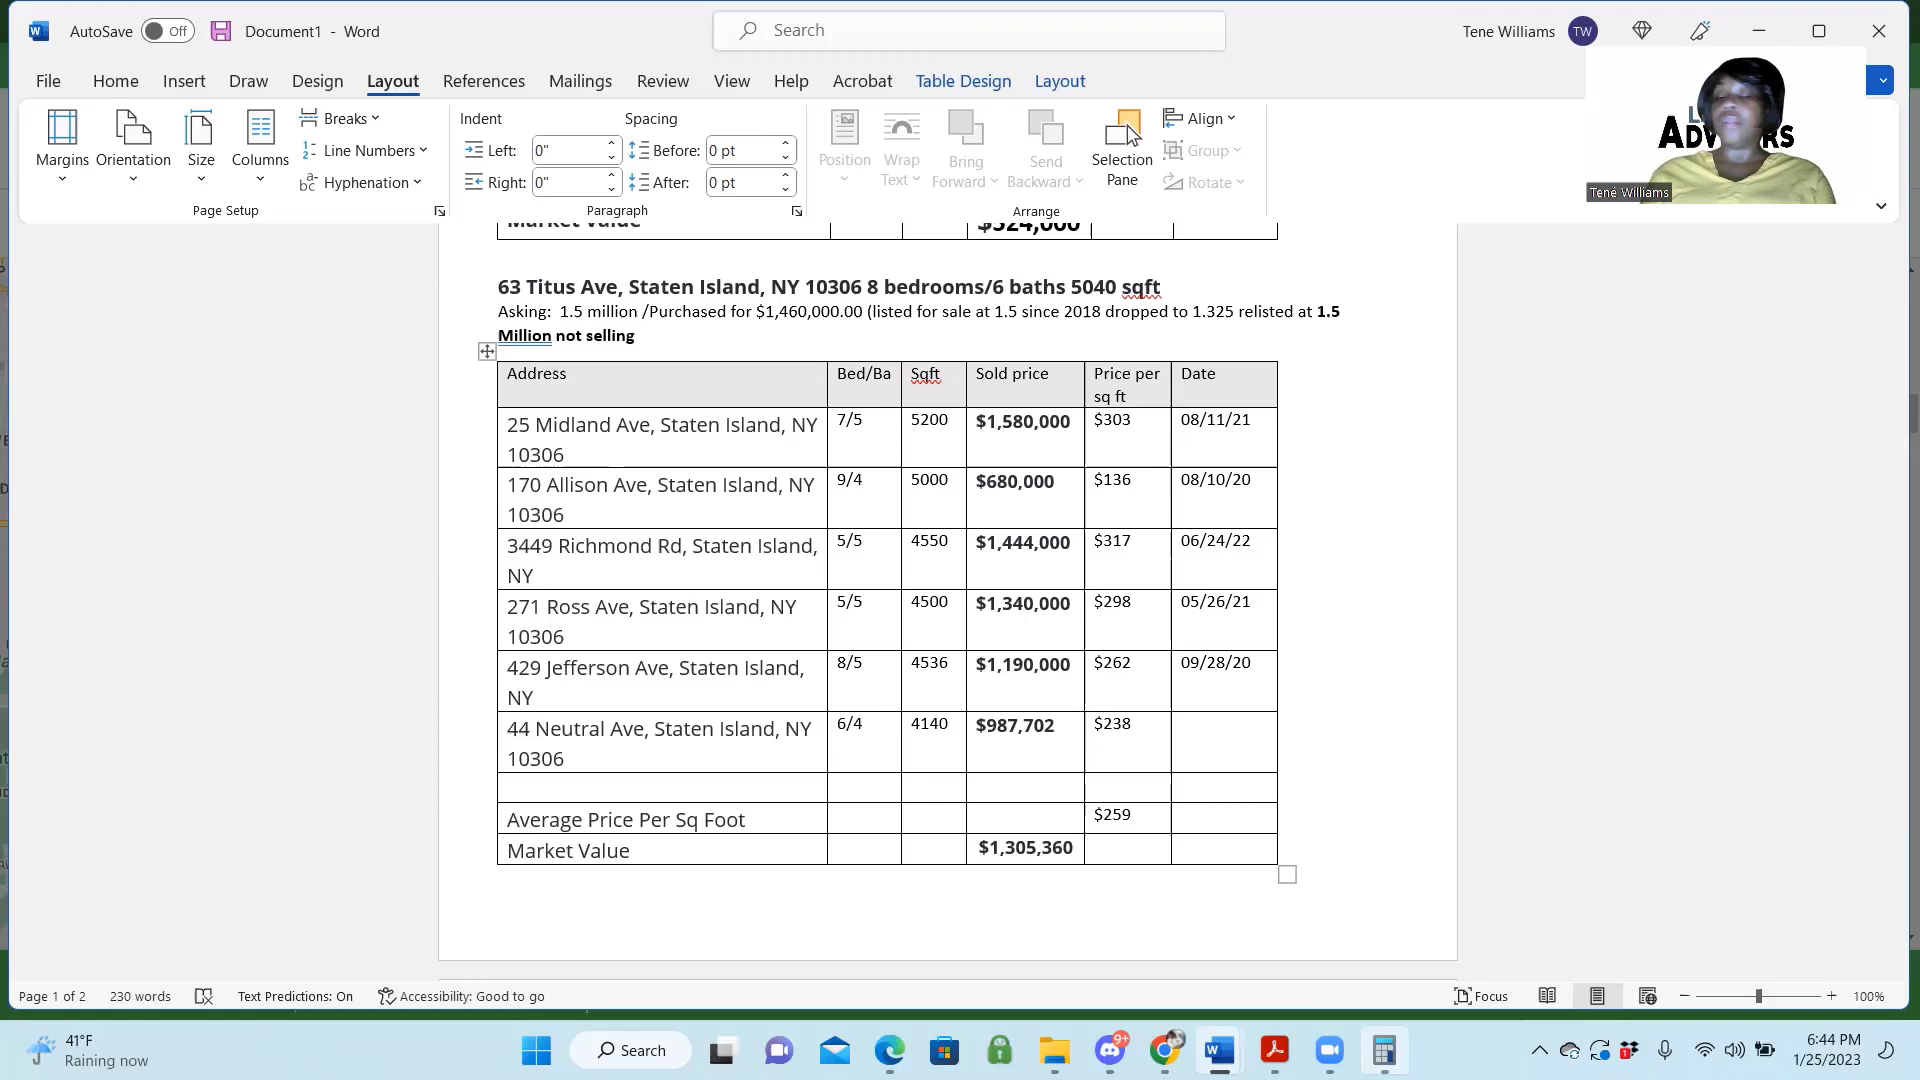 AutoSave Off Document1 - Word
Search
Tene Williams TW
File Home Insert Draw Design Layout References Mailings Review View Help Acrobat Table Design Layout
Margins
Orientation
Size
Columns
Breaks
Line Numbers
Hyphenation
Page Setup
Indent
Left: 0"
Right: 0"
Spacing
Before: 0 pt
After: 0 pt
Paragraph
Position
Wrap
Text
Bring
Forward
Send
Backward
Selection
Pane
Align
Group
Rotate
Arrange
Tené Williams
Market Value $524,000
63 Titus Ave, Staten Island, NY 10306 8 bedrooms/6 baths 5040 sqft
Asking: 1.5 million /Purchased for $1,460,000.00 (listed for sale at 1.5 since 2018 dropped to 1.325 relisted at 1.5
Million not selling
Address Bed/Ba Sqft Sold price Price per Date
sq ft
25 Midland Ave, Staten Island, NY 7/5 5200 $1,580,000 $303 08/11/21
10306
170 Allison Ave, Staten Island, NY 9/4 5000 $680,000 $136 08/10/20
10306
3449 Richmond Rd, Staten Island, 5/5 4550 $1,444,000 $317 06/24/22
NY
271 Ross Ave, Staten Island, NY 5/5 4500 $1,340,000 $298 05/26/21
10306
429 Jefferson Ave, Staten Island, 8/5 4536 $1,190,000 $262 09/28/20
NY
44 Neutral Ave, Staten Island, NY 6/4 4140 $987,702 $238
10306
Average Price Per Sq Foot $259
Market Value $1,305,360
Page 1 of 2 230 words Text Predictions: On Accessibility: Good to go Focus 100%
41°F
Raining now
Search
9+
6:44 PM
1/25/2023